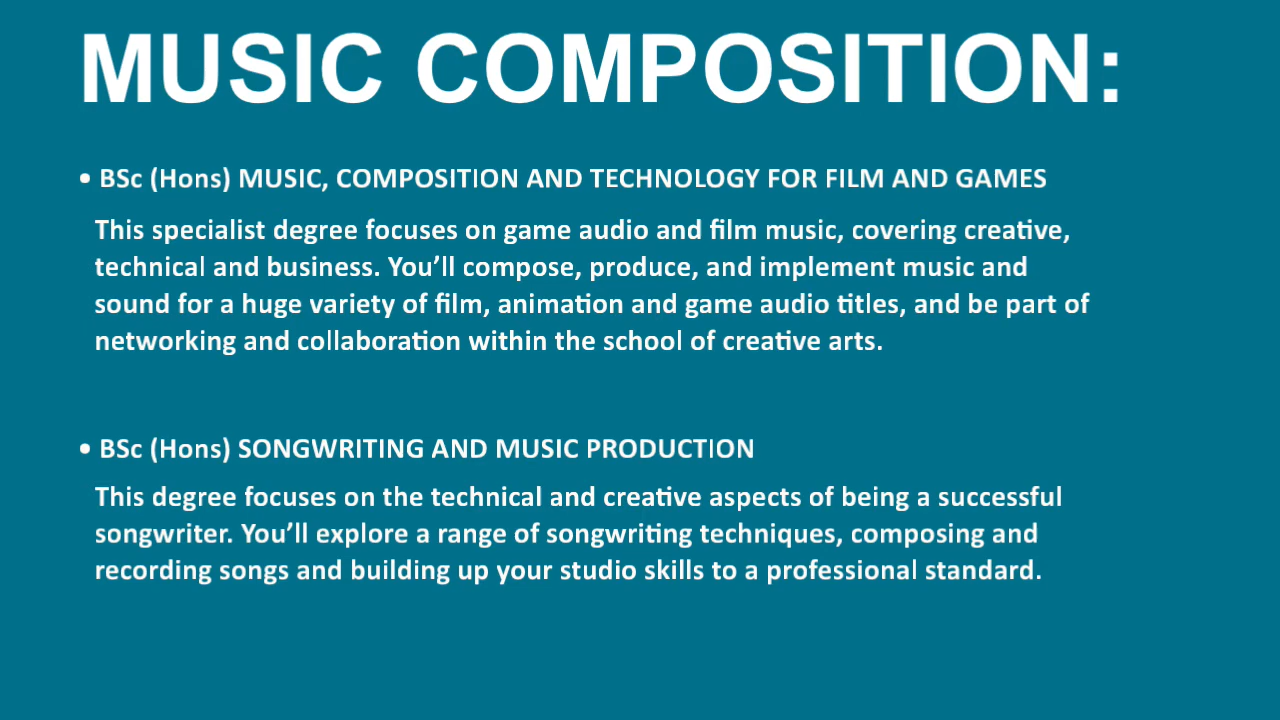 MUSIC COMPOSITION:
• BSc (Hons) MUSIC, COMPOSITION AND TECHNOLOGY FOR FILM AND GAMES
This specialist degree focuses on game audio and film music, covering creative,
technical and business. You’ll compose, produce, and implement music and
sound for a huge variety of film, animation and game audio titles, and be part of
networking and collaboration within the school of creative arts.
• BSc (Hons) SONGWRITING AND MUSIC PRODUCTION
This degree focuses on the technical and creative aspects of being a successful
songwriter. You’ll explore a range of songwriting techniques, composing and
recording songs and building up your studio skills to a professional standard.